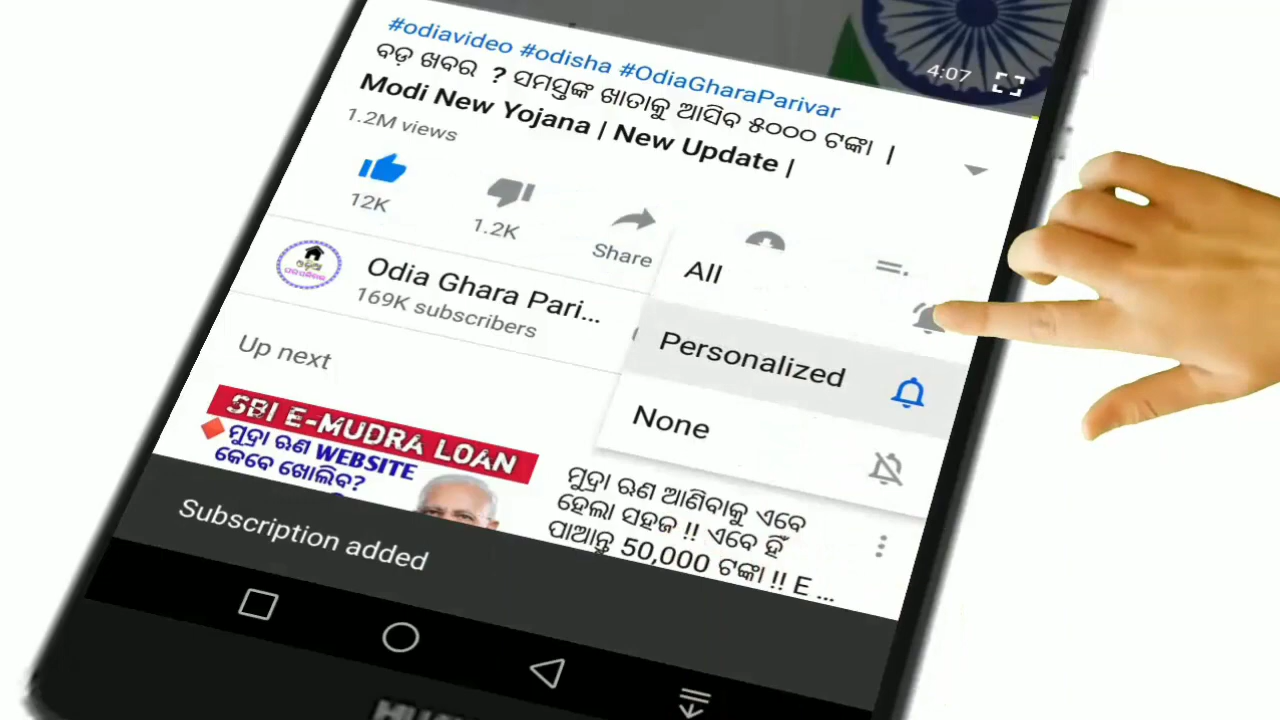 4:07
#odiavideo #odisha #OdiaGharaParivar
ବଡ଼ ଖବର ? ସମସ୍ତଙ୍କ ଖାତାକୁ ଆସିବ ୫୦୦୦ ଟଙ୍କା |
Modi New Yojana | New Update |
1.2M views
12K
1.2K
Share
All
Odia Ghara Pari...
169K subscribers
Personalized
None
Up next
SBI E-MUDRA LOAN
ମୁଦ୍ରା ଋଣ WEBSITE
କେବେ ଖୋଲିବ?
ମୁଦ୍ରା ଋଣ ଆଣିବାକୁ ଏବେ
ହେଲା ସହଜ !! ଏବେ ହିଁ
ପାଆନ୍ତୁ 50,000 ଟଙ୍କା !! E ...
Subscription added